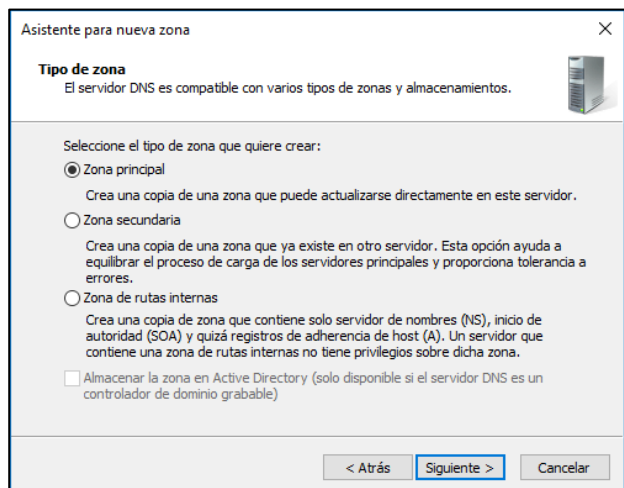 Asistente para nueva zona
Tipo de zona
El servidor DNS es compatible con varios tipos de zonas y almacenamientos.
Seleccione el tipo de zona que quiere crear:
Zona principal
Crea una copia de una zona que puede actualizarse directamente en este servidor.
Zona secundaria
Crea una copia de una zona que ya existe en otro servidor. Esta opción ayuda a
equilibrar el proceso de carga de los servidores principales y proporciona tolerancia a
errores.
Zona de rutas internas
Crea una copia de zona que contiene solo servidor de nombres (NS), inicio de
autoridad (SOA) y quizá registros de adherencia de host (A). Un servidor que
contiene una zona de rutas internas no tiene privilegios sobre dicha zona.
Almacenar la zona en Active Directory (solo disponible si el servidor DNS es un
controlador de dominio grabable)
< Atrás Siguiente > Cancelar